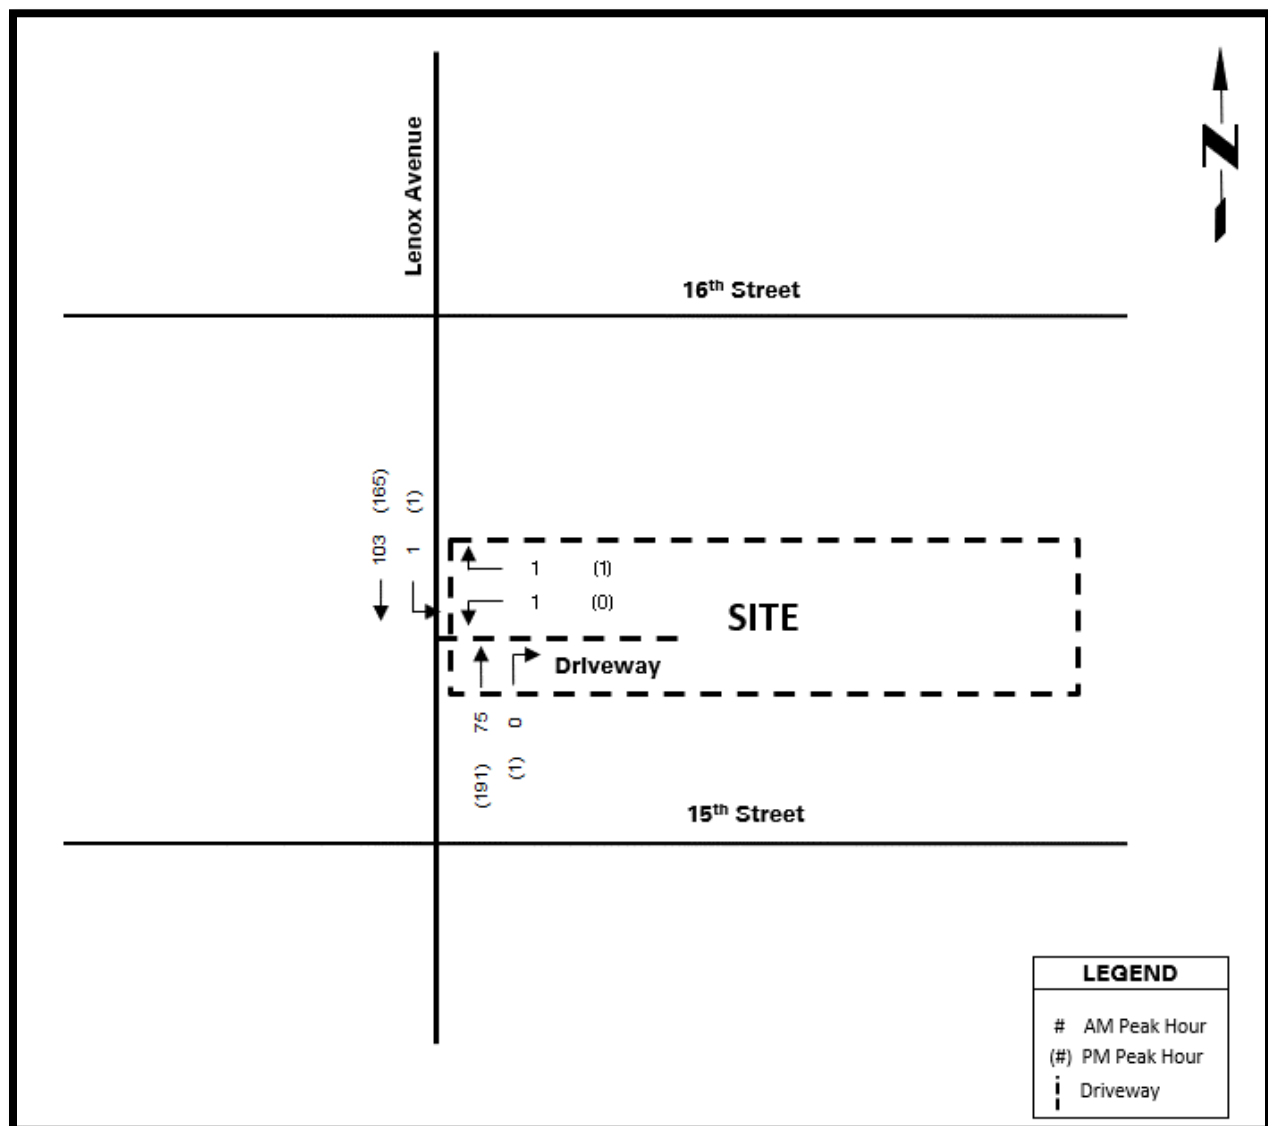 N
Lenox Avenue
16th Street
103 (165)
1 (1)
1 (1)
1 (0)
SITE
Driveway
75 (191)
0 (1)
15th Street
LEGEND
# AM Peak Hour
(#) PM Peak Hour
Driveway